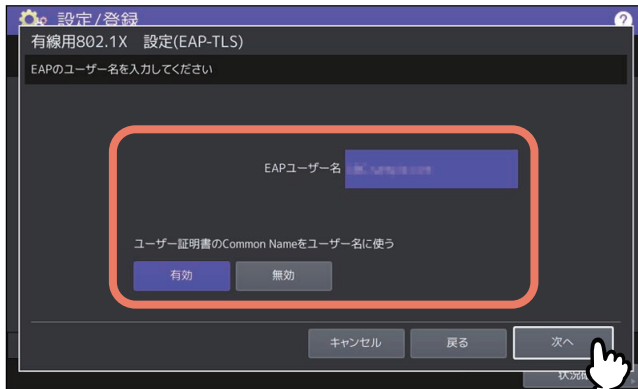 設定/登録
?
有線用802.1X 設定(EAP-TLS)
EAPのユーザー名を入力してください
EAPユーザー名
ユーザー証明書のCommon Nameをユーザー名に使う
有効 無効
キャンセル 戻る 次へ
状況